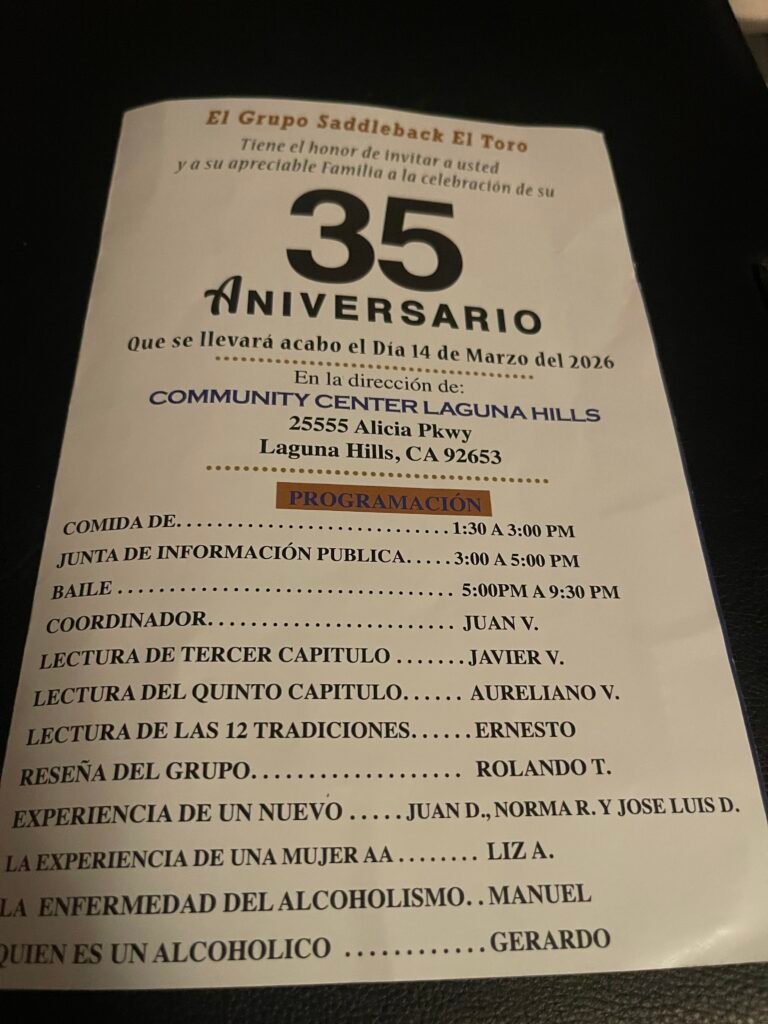 El Grupo Saddleback El Toro
Tiene el honor de invitar a usted
y a su apreciable Familia a la celebración de su
35
ANIVERSARIO
Que se llevará acabo el Día 14 de Marzo del 2026
En la dirección de:
COMMUNITY CENTER LAGUNA HILLS
25555 Alicia Pkwy
Laguna Hills, CA 92653
PROGRAMACIÓN
COMIDA DE............................1:30 A 3:00 PM
JUNTA DE INFORMACIÓN PUBLICA.....3:00 A 5:00 PM
BAILE.................................. 5:00PM A 9:30 PM
COORDINADOR......................... JUAN V.
LECTURA DE TERCER CAPITULO .......JAVIER V.
LECTURA DEL QUINTO CAPITULO...... AURELIANO V.
LECTURA DE LAS 12 TRADICIONES......ERNESTO
RESEÑA DEL GRUPO..................... ROLANDO T.
EXPERIENCIA DE UN NUEVO .....JUAN D., NORMA R. Y JOSE LUIS D.
LA EXPERIENCIA DE UNA MUJER AA........ LIZ A.
LA ENFERMEDAD DEL ALCOHOLISMO..MANUEL
QUIEN ES UN ALCOHOLICO ............GERARDO